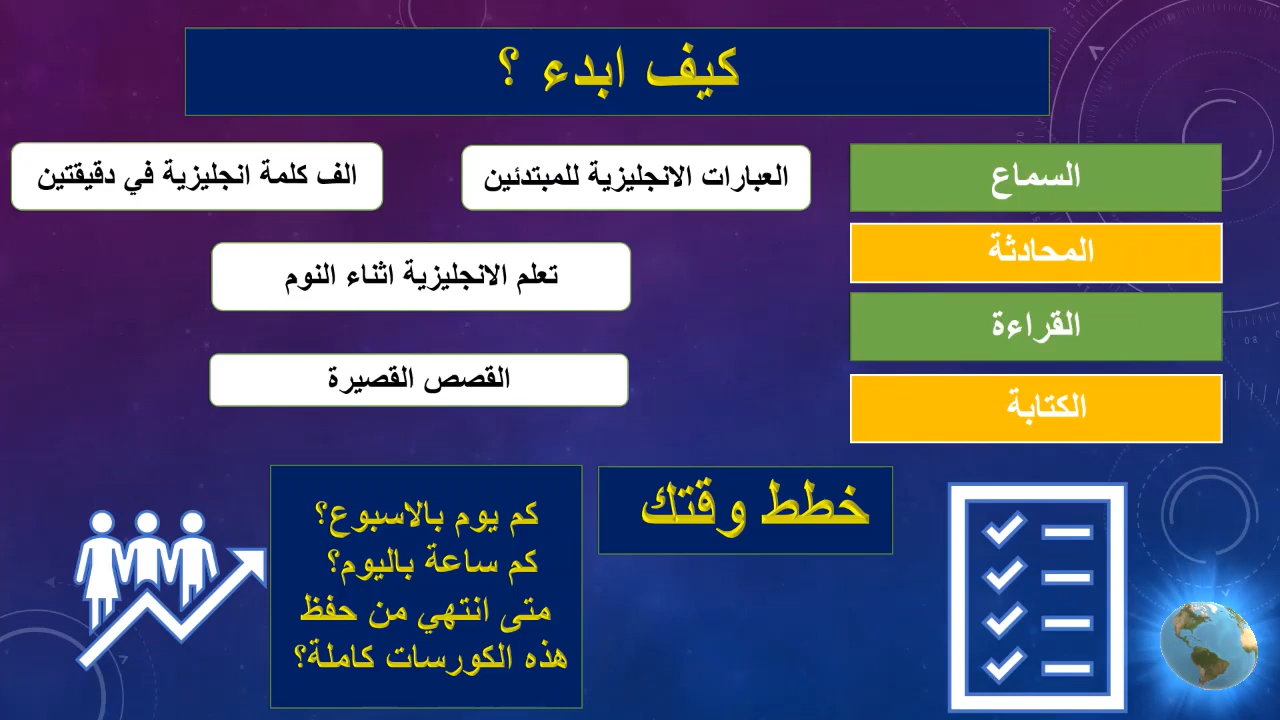 كيف ابدء ؟
السماع
العبارات الانجليزية للمبتدئين
الف كلمة انجليزية في دقيقتين
المحادثة
تعلم الانجليزية اثناء النوم
القراءة
القصص القصيرة
الكتابة
خطط وقتك
كم يوم بالاسبوع؟
كم ساعة باليوم؟
متى انتهي من حفظ
هذه الكورسات كاملة؟